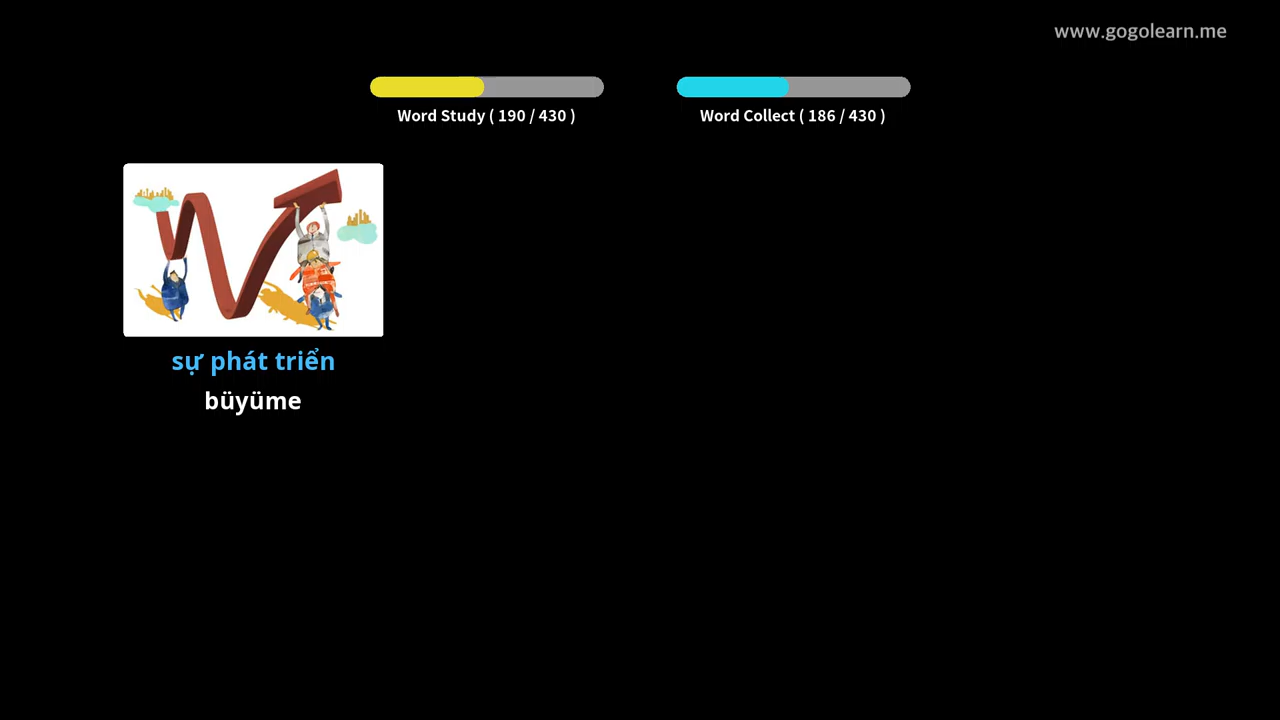 www.gogolearn.me
Word Study ( 190 / 430 )
Word Collect ( 186 / 430 )
sự phát triển
büyüme